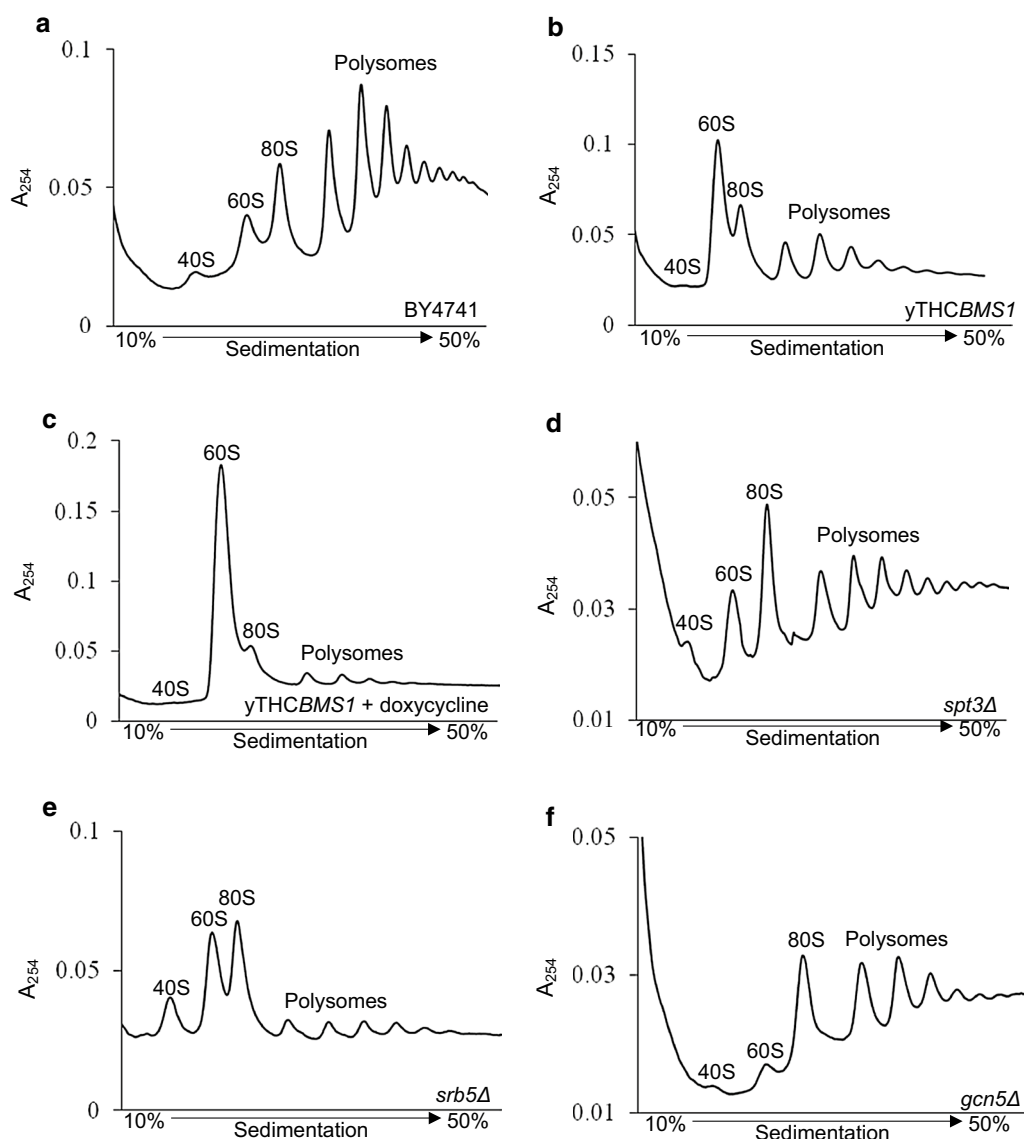 a
0.1
Polysomes
80S
60S
0.05
A254
40S
0
BY4741
10%
50%
Sedimentation
b
0.15
60S
0.1
80S
A254
Polysomes
0.05
40S
0
yTHCBMS1
10%
50%
Sedimentation
c
0.2
60S
0.15
A254
0.1
80S
0.05
Polysomes
40S
0
yTHCBMS1 + doxycycline
10%
50%
Sedimentation
d
80S
0.05
Polysomes
60S
A254
40S
0.03
0.01
spt3Δ
10%
50%
Sedimentation
e
0.1
80S
60S
A254
40S
0.05
Polysomes
0
srb5Δ
10%
50%
Sedimentation
f
0.05
80S
Polysomes
A254
0.03
60S
40S
0.01
gcn5Δ
10%
50%
Sedimentation